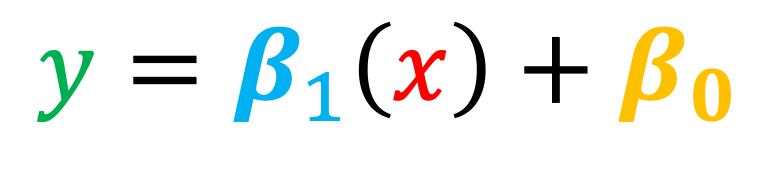 y = β₁(x) + β₀